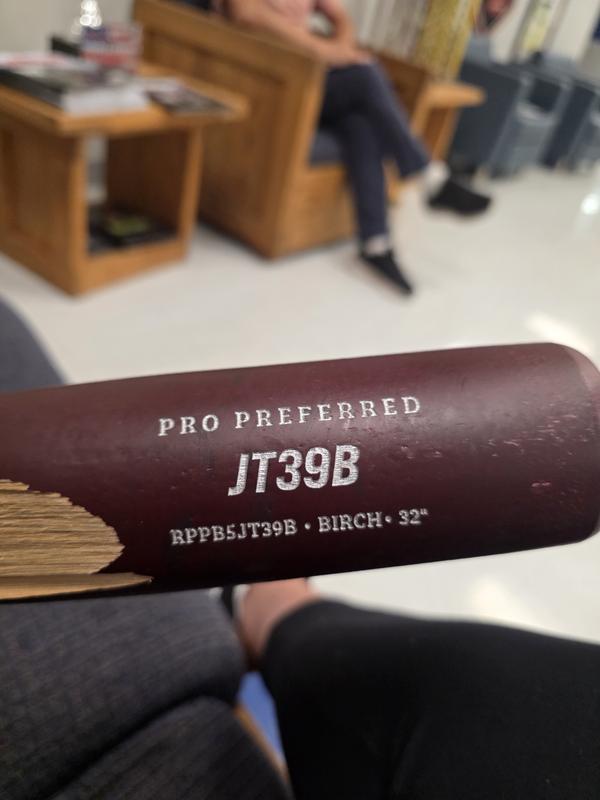 PRO PREFERRED
JT39B
RPPB5JT39B • BIRCH • 32"